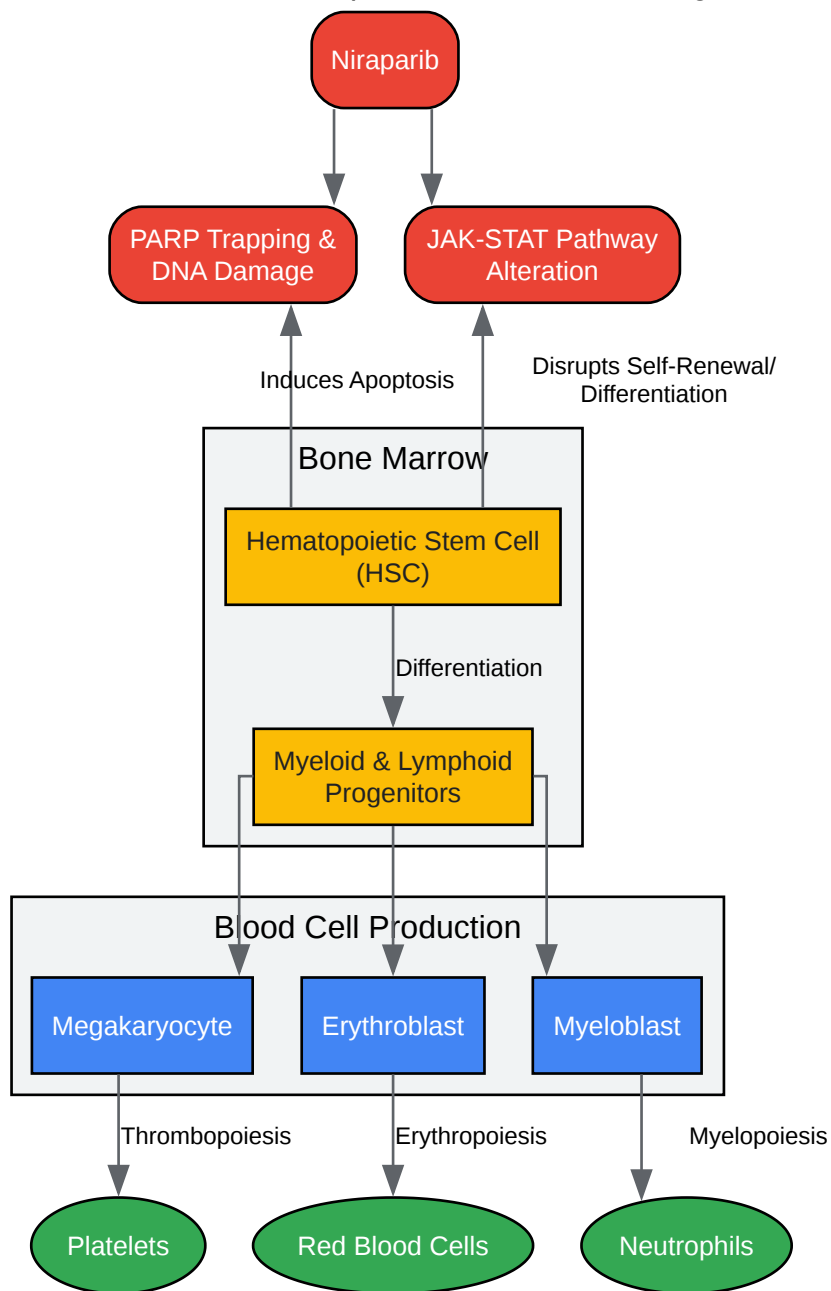 Niraparib
PARP Trapping &
DNA Damage
JAK-STAT Pathway
Alteration
Induces Apoptosis
Disrupts Self-Renewal/
Differentiation
Bone Marrow
Hematopoietic Stem Cell
(HSC)
Differentiation
Myeloid & Lymphoid
Progenitors
Blood Cell Production
Megakaryocyte
Erythroblast
Myeloblast
Thrombopoiesis
Erythropoiesis
Myelopoiesis
Platelets
Red Blood Cells
Neutrophils